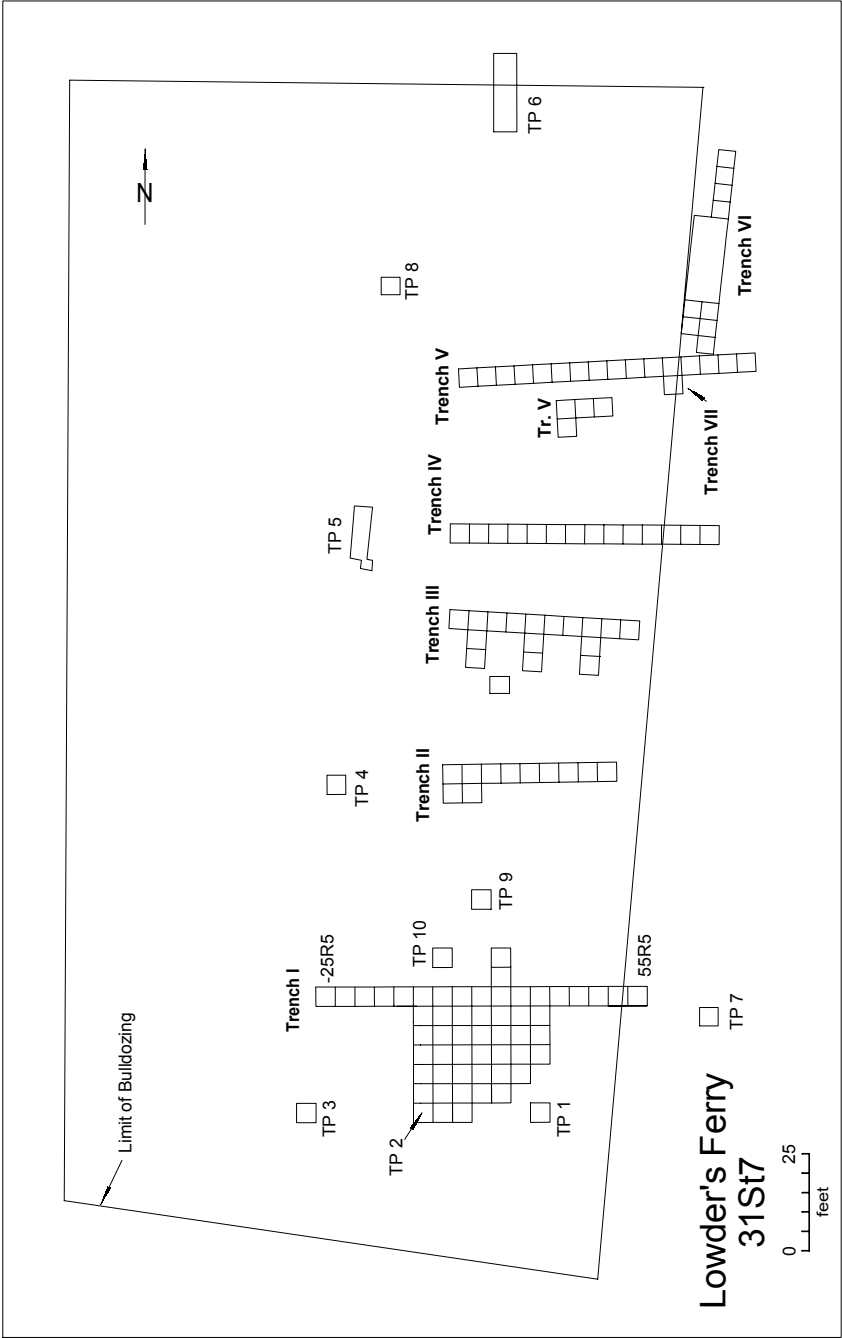 Limit of Bulldozing
N
TP 6
TP 8
Trench VI
Trench V
Tr. V
Trench VII
Trench IV
TP 5
Trench III
TP 4
Trench II
TP 9
TP 10
Trench I
-25R5
55R5
TP 7
TP 3
TP 2
TP 1
Lowder's Ferry
31St7
0 25
feet